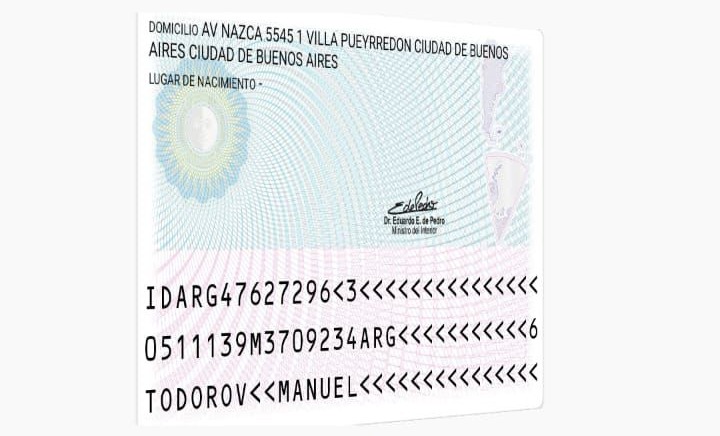 DOMICILIO AV NAZCA 5545 1 VILLA PUEYRREDON CIUDAD DE BUENOS
AIRES CIUDAD DE BUENOS AIRES
LUGAR DE NACIMIENTO -
Dr. Eduardo E. de Pedro
Ministro del Interior
IDARG47627296<3<<<<<<<<<<<<<<<
0511139M3709234ARG<<<<<<<<<<<6
TODOROV<<MANUEL<<<<<<<<<<<<<<<